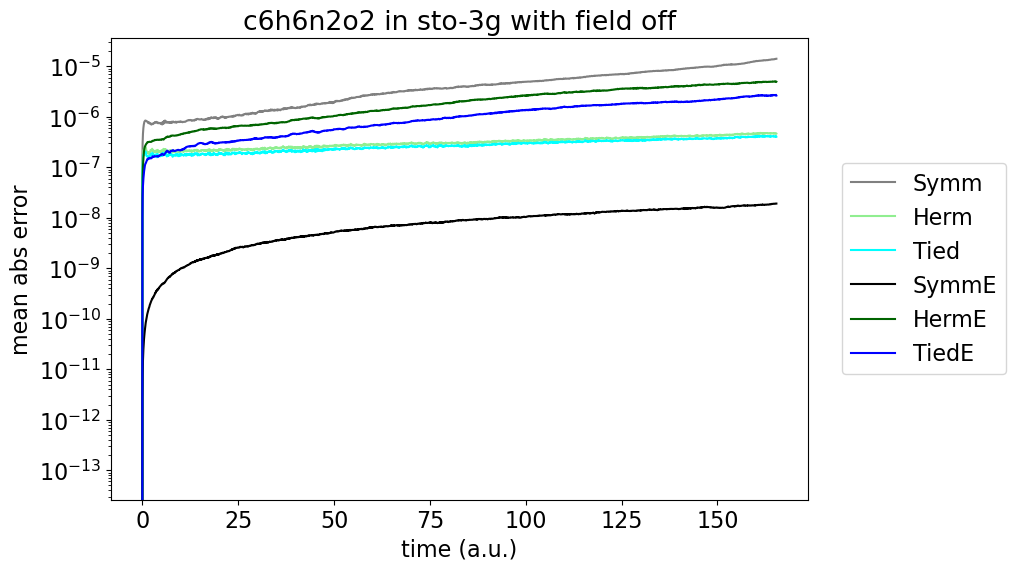 c6h6n2o2 in sto-3g with field off
mean abs error
10^-5
10^-6
10^-7
10^-8
10^-9
10^-10
10^-11
10^-12
10^-13
0 25 50 75 100 125 150
time (a.u.)
Symm
Herm
Tied
SymmE
HermE
TiedE